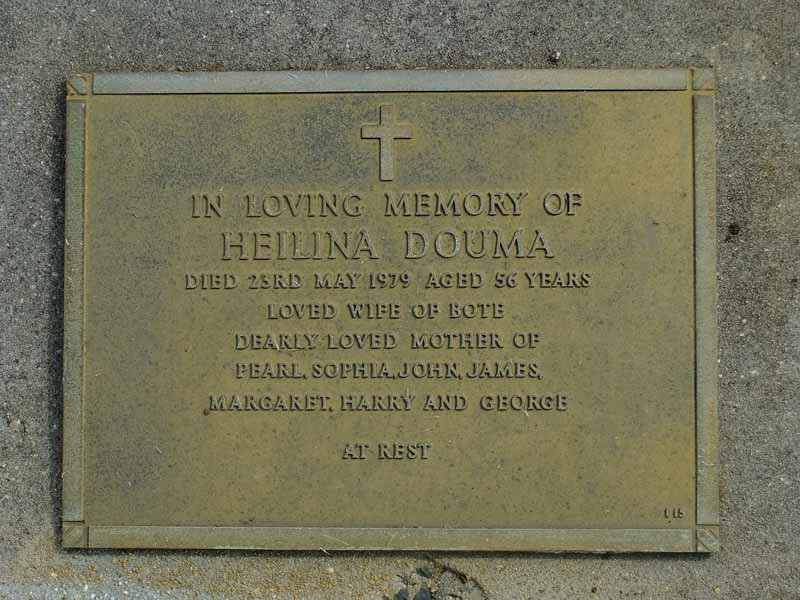 IN LOVING MEMORY OF
HEILINA DOUMA
DIED 23RD MAY 1979 AGED 56 YEARS
LOVED WIFE OF BOTE
DEARLY LOVED MOTHER OF
PEARL, SOPHIA, JOHN, JAMES,
MARGARET, HARRY AND GEORGE
AT REST
I 15